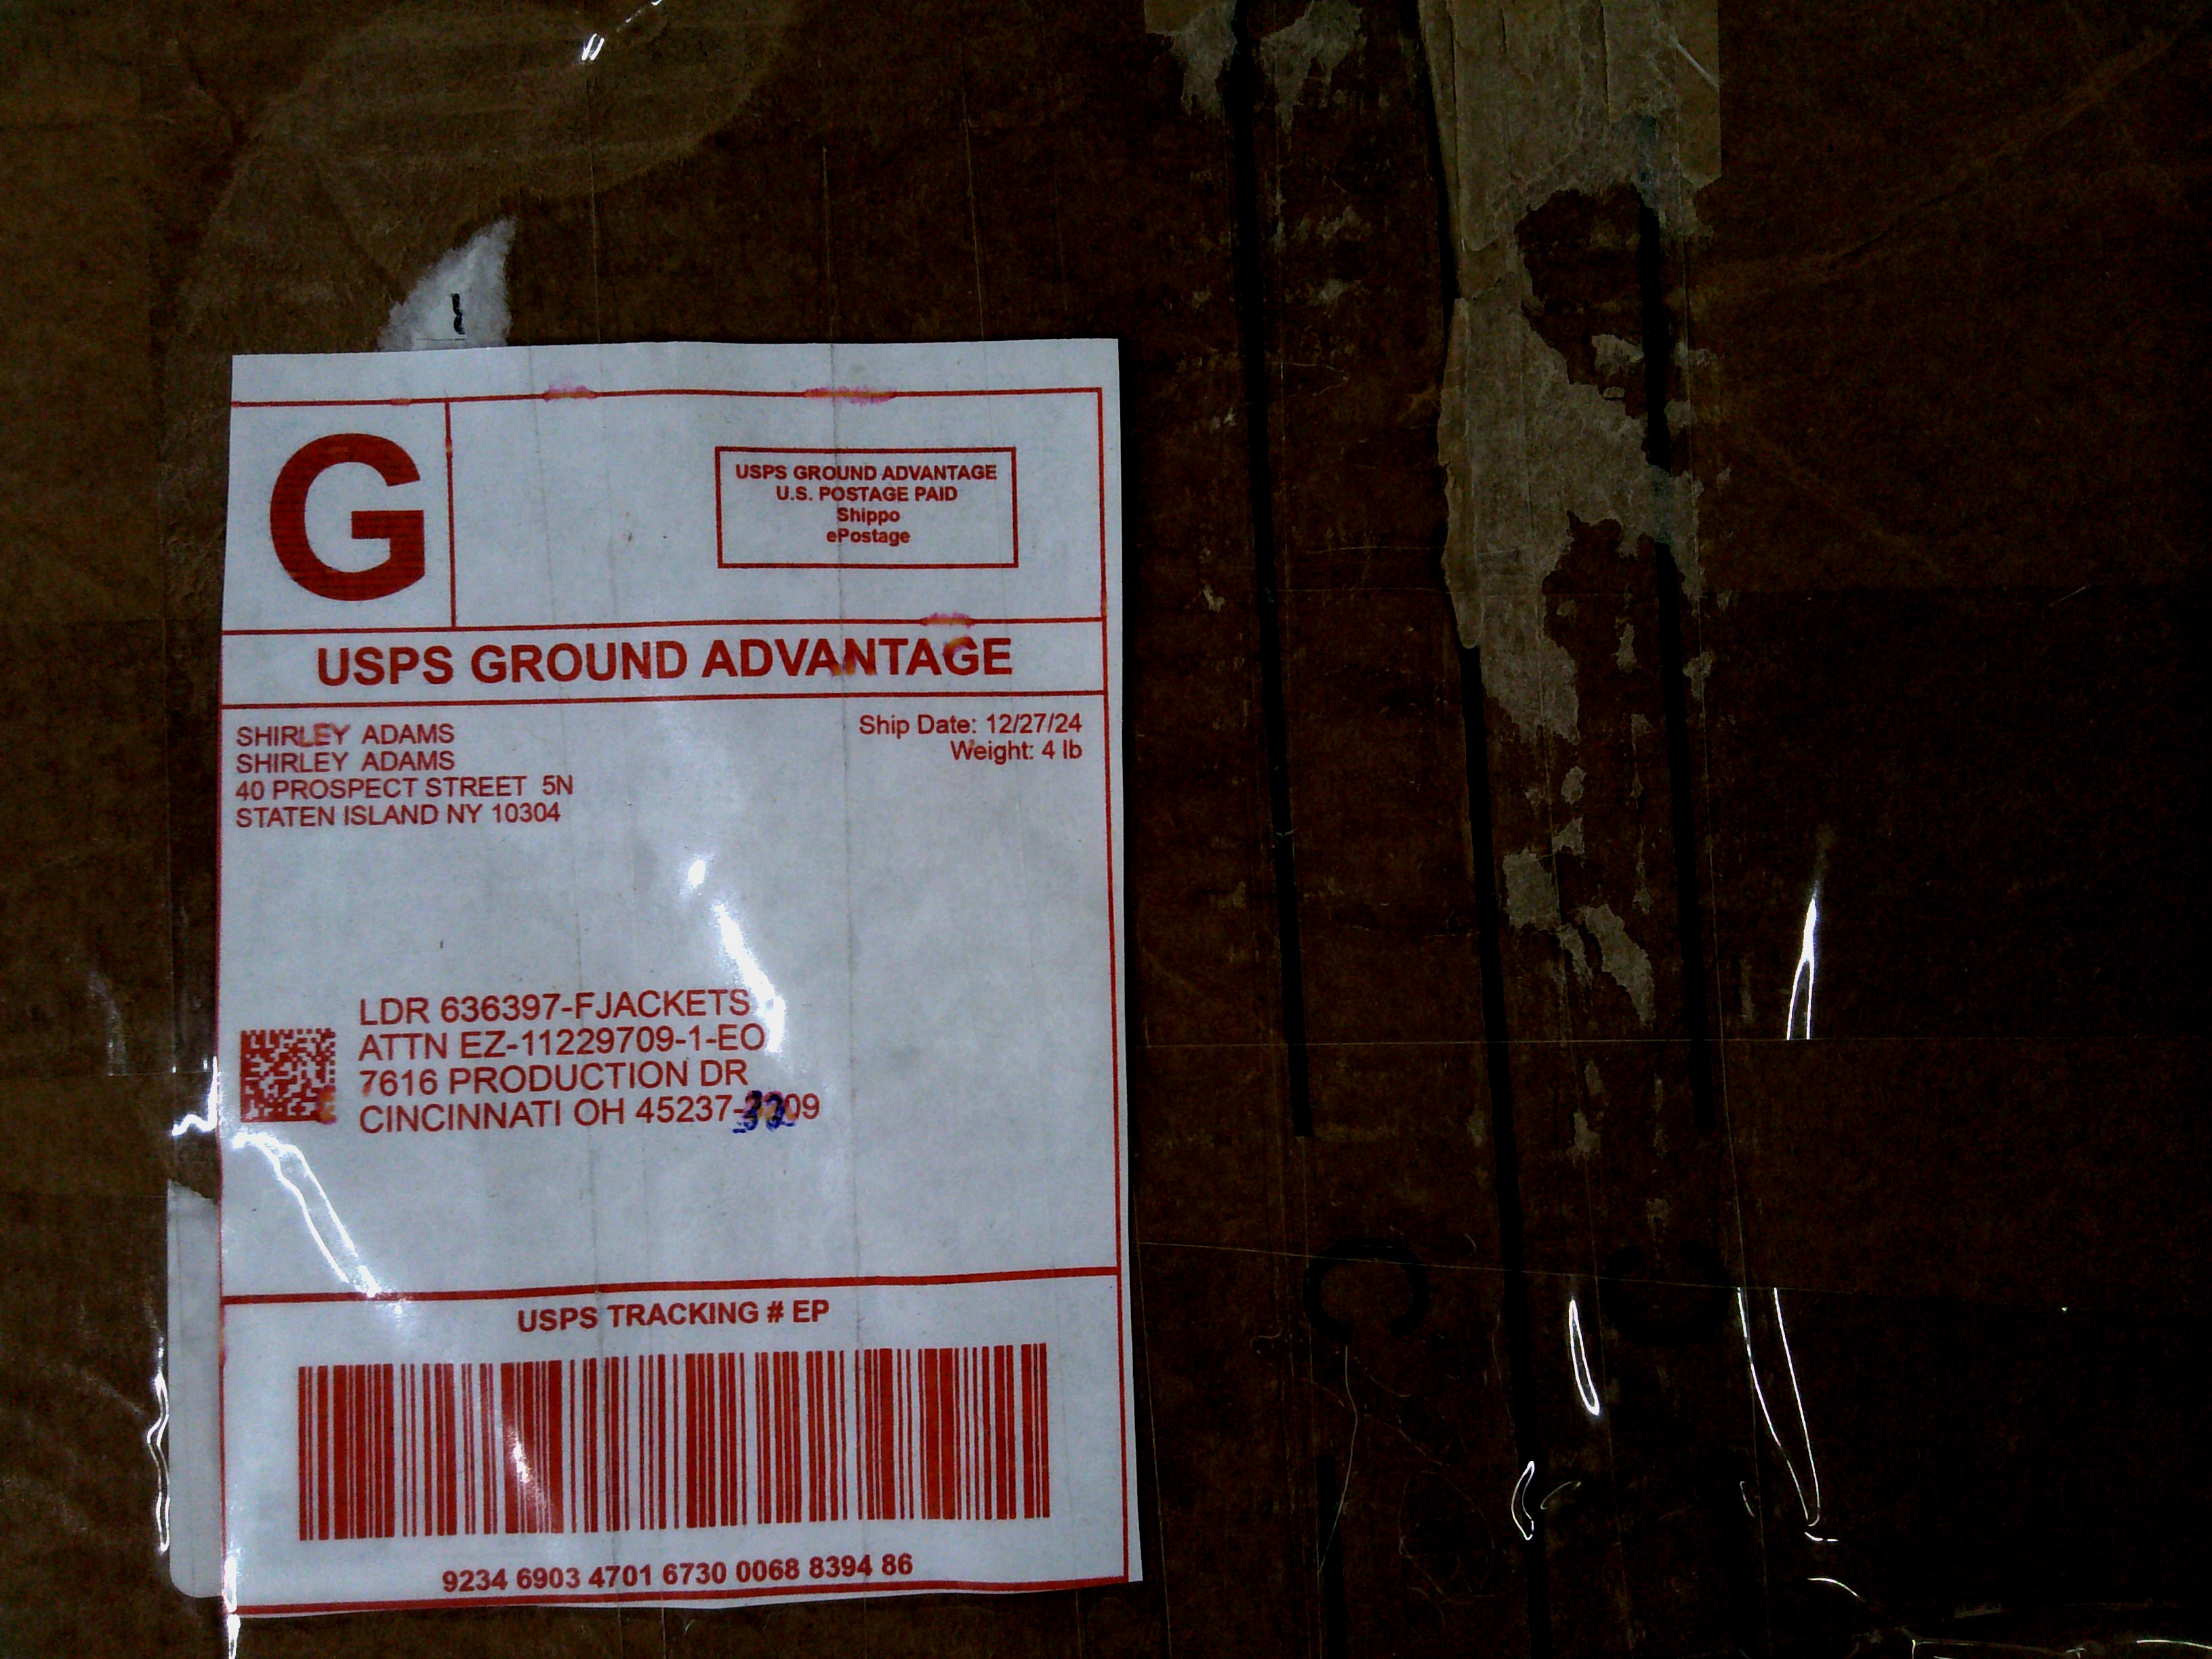 G
USPS GROUND ADVANTAGE
U.S. POSTAGE PAID
Shippo
ePostage
USPS GROUND ADVANTAGE
SHIRLEY ADAMS
SHIRLEY ADAMS
40 PROSPECT STREET 5N
STATEN ISLAND NY 10304
Ship Date: 12/27/24
Weight: 4 lb
LDR 636397-FJACKETS
ATTN EZ-11229709-1-EO
7616 PRODUCTION DR
CINCINNATI OH 45237-3309
USPS TRACKING # EP
9234 6903 4701 6730 0068 8394 86